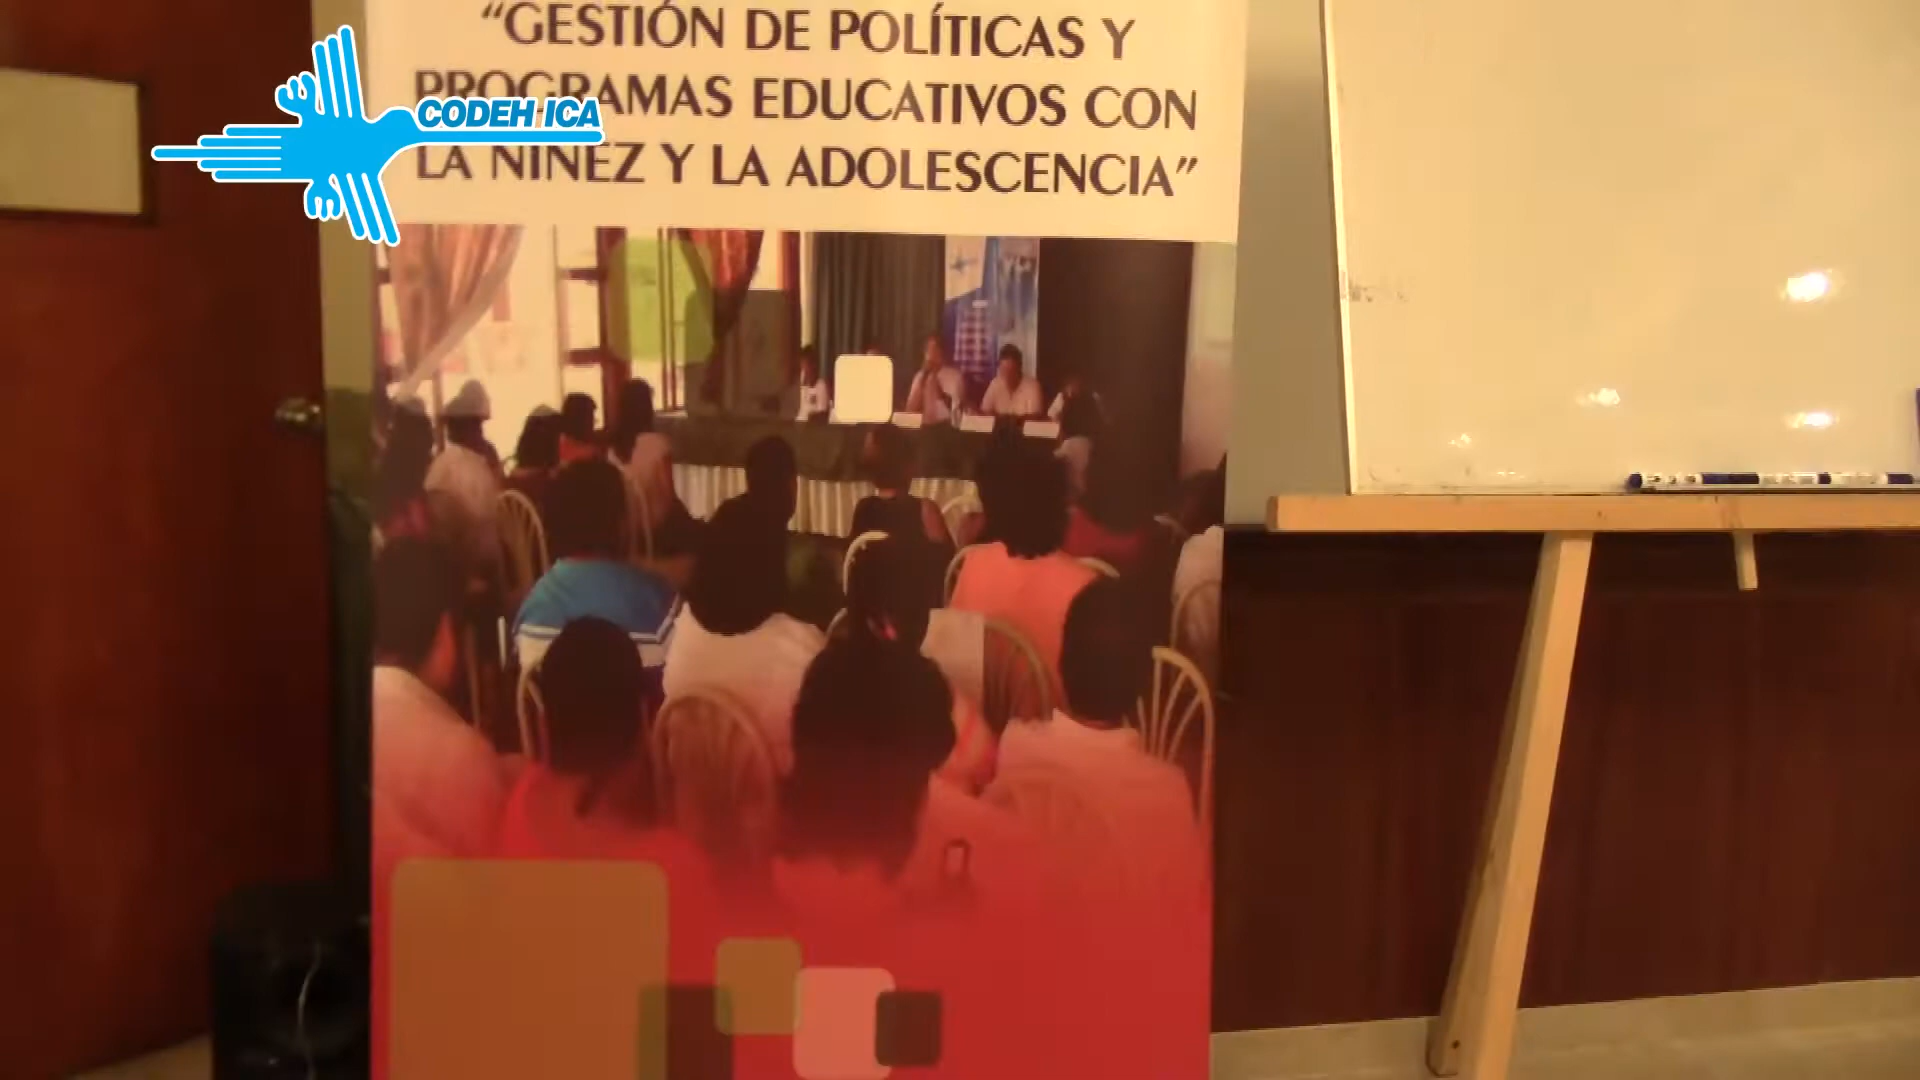 “GESTIÓN DE POLÍTICAS Y
PROGRAMAS EDUCATIVOS CON
LA NIÑEZ Y LA ADOLESCENCIA”
CODEH ICA